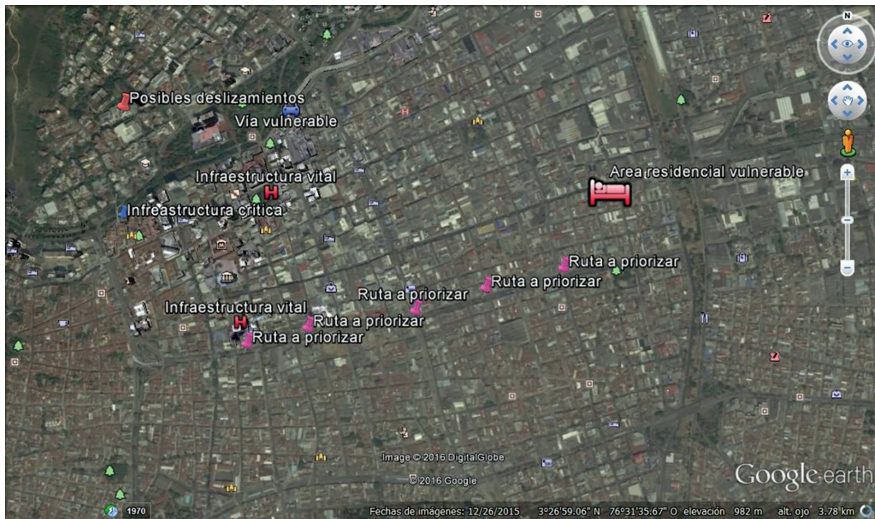 N
Posibles deslizamientos
Vía vulnerable
Infraestructura vital
Area residencial vulnerable
Infreastructura critica
Ruta a priorizar
Ruta a priorizar
Ruta a priorizar
Infraestructura vital
Ruta a priorizar
Ruta a priorizar
Image © 2016 DigitalGlobe
© 2016 Google
Google earth
1970
Fechas de imágenes: 12/26/2015 3°26'59.06" N 76°31'35.67" O elevación 982 m alt. ojo 3.78 km